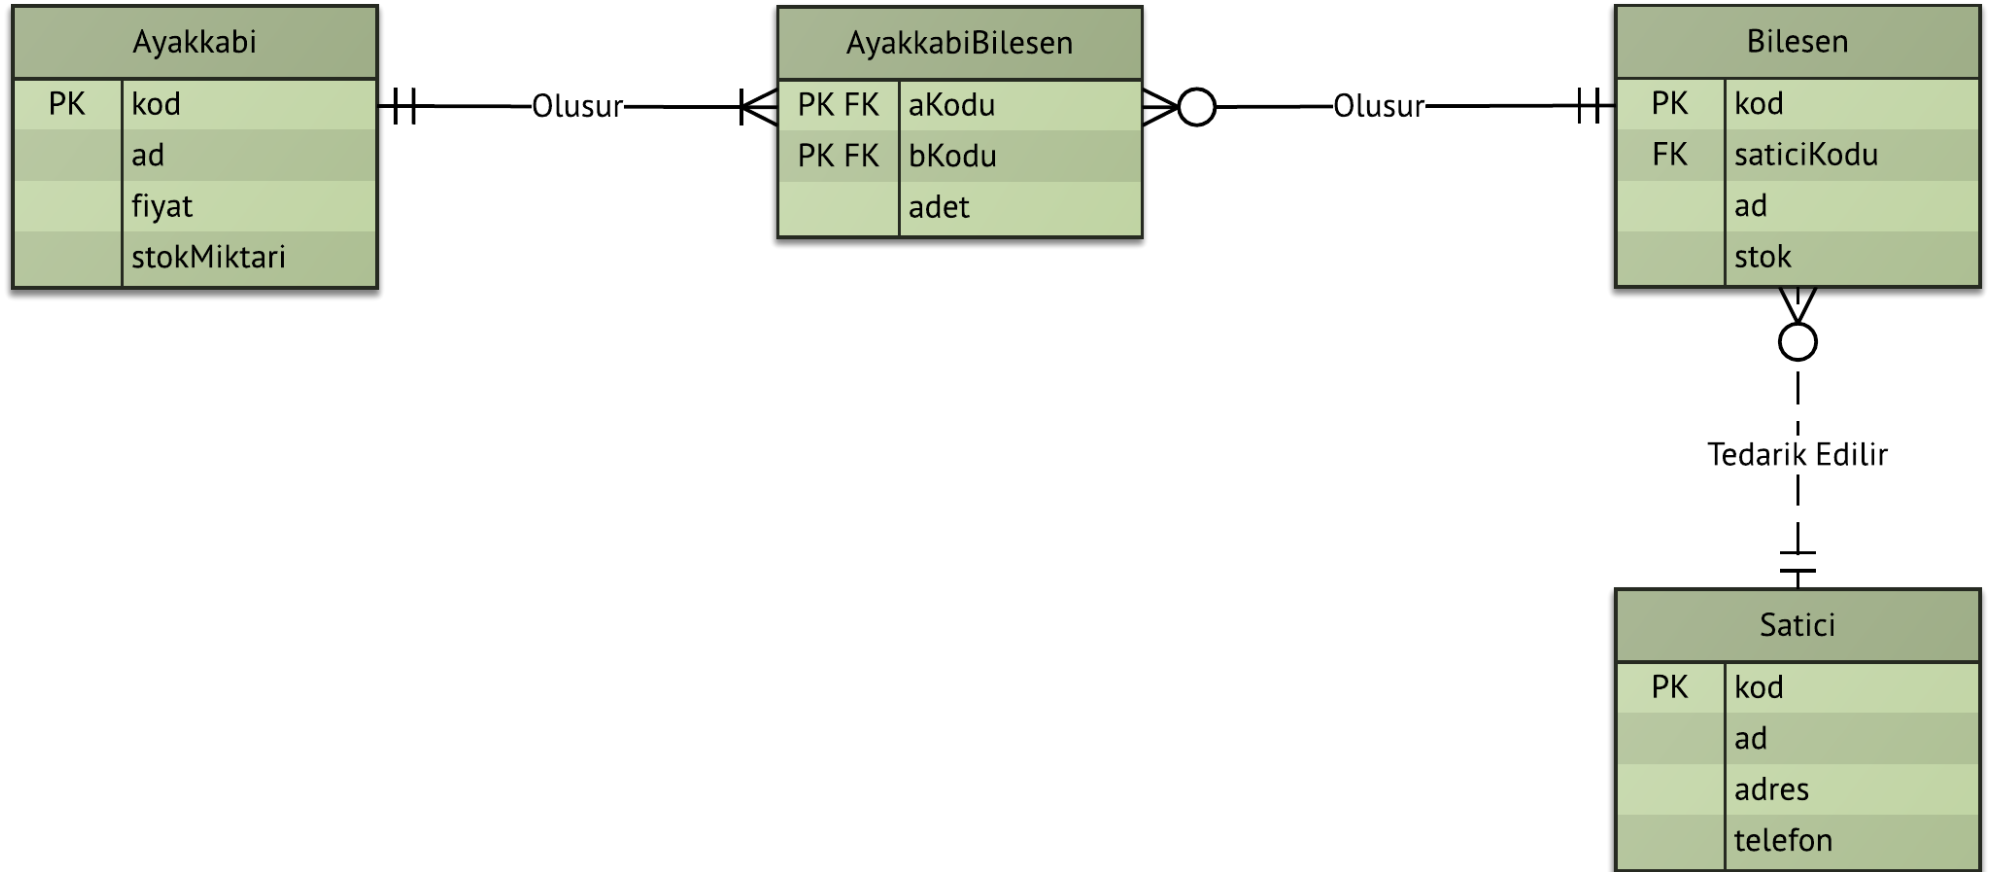 Ayakkabi
PK kod
ad
fiyat
stokMiktari
Olusur
AyakkabiBilesen
PK FK aKodu
PK FK bKodu
adet
Olusur
Bilesen
PK kod
FK saticiKodu
ad
stok
Tedarik Edilir
Satici
PK kod
ad
adres
telefon